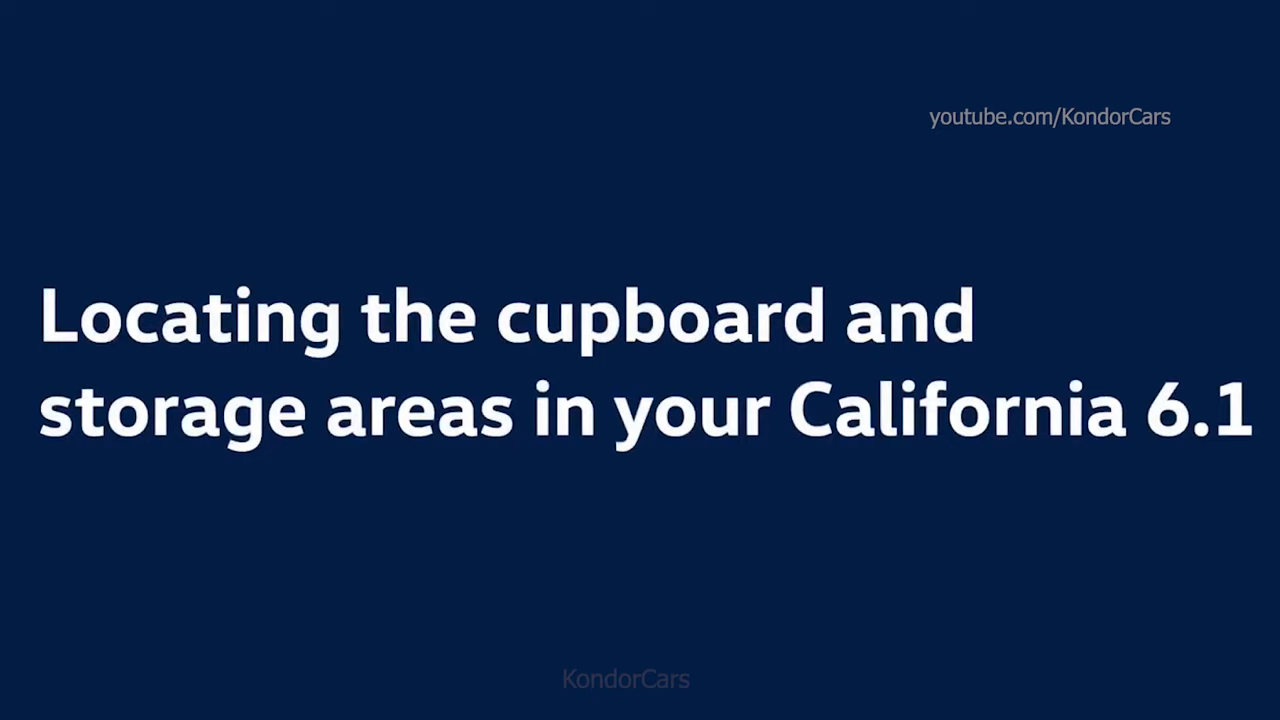 youtube.com/KondorCars
Locating the cupboard and
storage areas in your California 6.1
KondorCars